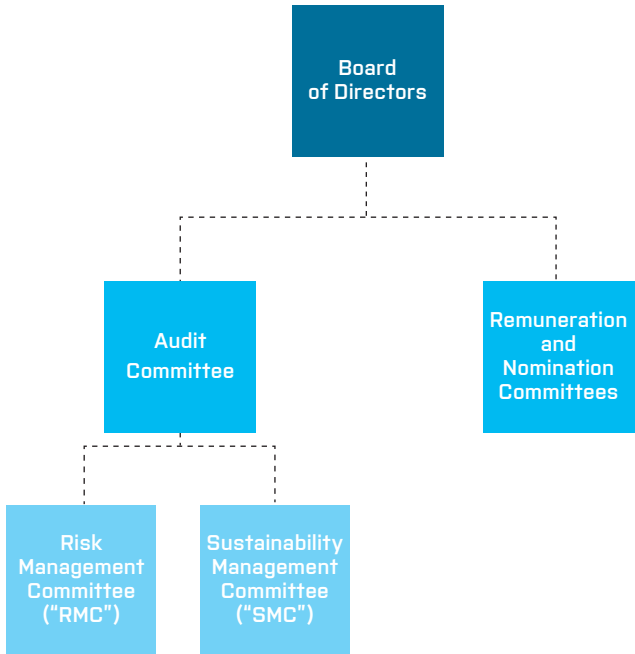 Board
of Directors
Audit
Committee
Remuneration
and
Nomination
Committees
Risk
Management
Committee
(“RMC”)
Sustainability
Management
Committee
(“SMC”)